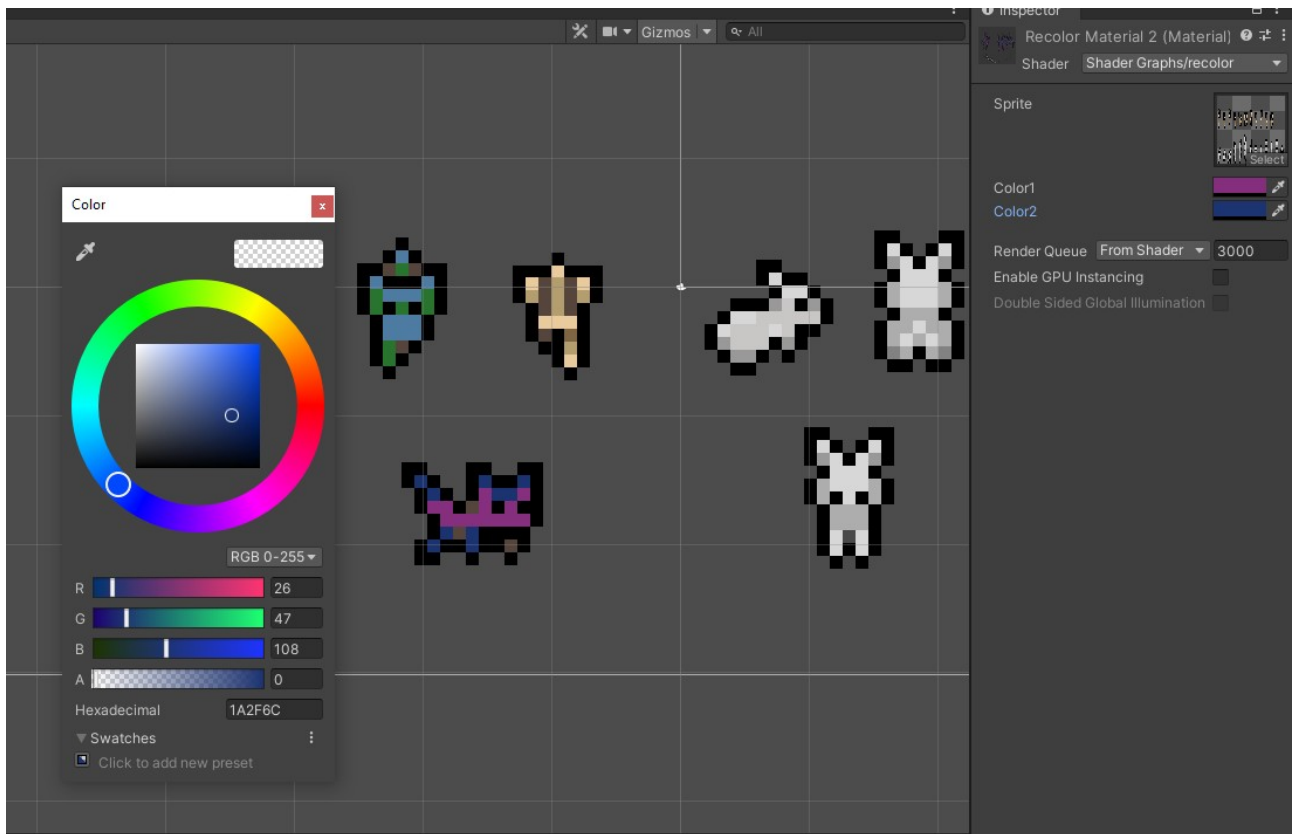 Inspector
Gizmos
All
Recolor Material 2 (Material)
Shader Shader Graphs/recolor
Sprite
Select
Color1
Color2
Render Queue From Shader 3000
Enable GPU Instancing
Double Sided Global Illumination
Color
x
RGB 0-255
R 26
G 47
B 108
A 0
Hexadecimal 1A2F6C
Swatches
Click to add new preset